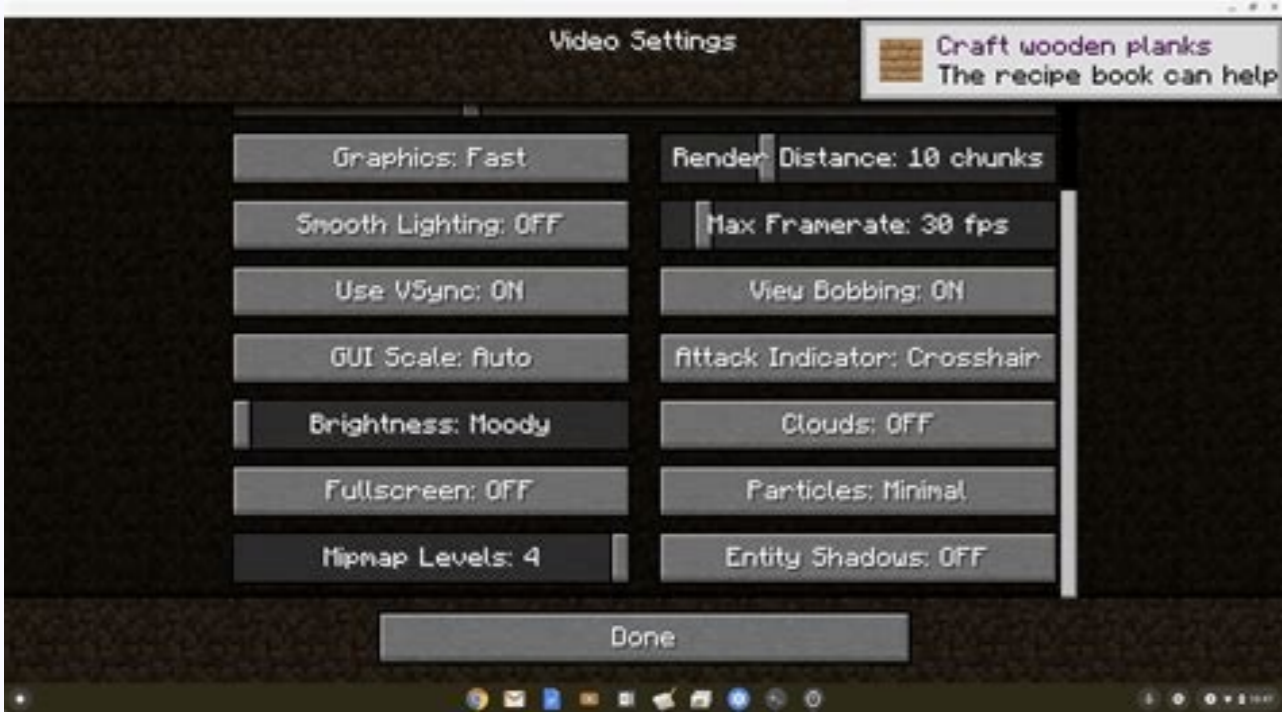 Video Settings
Craft wooden planks
The recipe book can help
Graphics: Fast
Render Distance: 10 chunks
Smooth Lighting: OFF
Max Framerate: 30 fps
Use VSync: ON
View Bobbing: ON
GUI Scale: Auto
Attack Indicator: Crosshair
Brightness: Moody
Clouds: OFF
Fullscreen: OFF
Particles: Minimal
Mipmap Levels: 4
Entity Shadows: OFF
Done